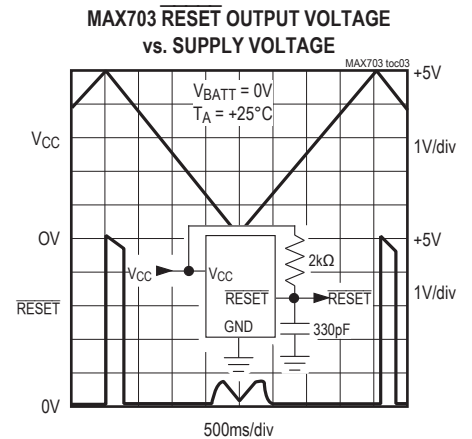 MAX703 RESET OUTPUT VOLTAGE
vs. SUPPLY VOLTAGE
MAX703 toc03
VBATT = 0V
TA = +25°C
+5V
VCC
1V/div
0V
+5V
VCC
VCC
2kΩ
RESET
RESET
1V/div
RESET
GND
330pF
0V
500ms/div